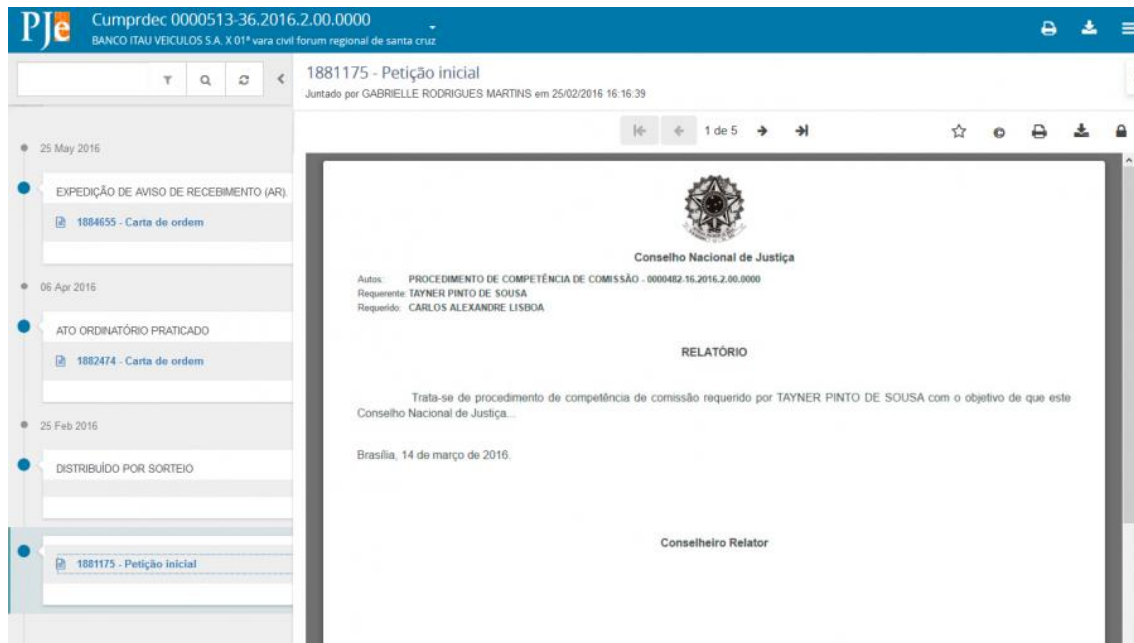 PJe
Cumprdec 0000513-36.2016.2.00.0000
BANCO ITAU VEICULOS S.A. X 01ª vara civil forum regional de santa cruz
1881175 - Petição inicial
Juntado por GABRIELLE RODRIGUES MARTINS em 25/02/2016 16:16:39
1 de 5
25 May 2016
EXPEDIÇÃO DE AVISO DE RECEBIMENTO (AR).
1884655 - Carta de ordem
06 Apr 2016
ATO ORDINATÓRIO PRATICADO
1882474 - Carta de ordem
25 Feb 2016
DISTRIBUÍDO POR SORTEIO
1881175 - Petição inicial
Conselho Nacional de Justiça
Autos: PROCEDIMENTO DE COMPETÊNCIA DE COMISSÃO - 0000482-16.2016.2.00.0000
Requerente: TAYNER PINTO DE SOUSA
Requerido: CARLOS ALEXANDRE LISBOA
RELATÓRIO
Trata-se de procedimento de competência de comissão requerido por TAYNER PINTO DE SOUSA com o objetivo de que este
Conselho Nacional de Justiça...
Brasília, 14 de março de 2016.
Conselheiro Relator